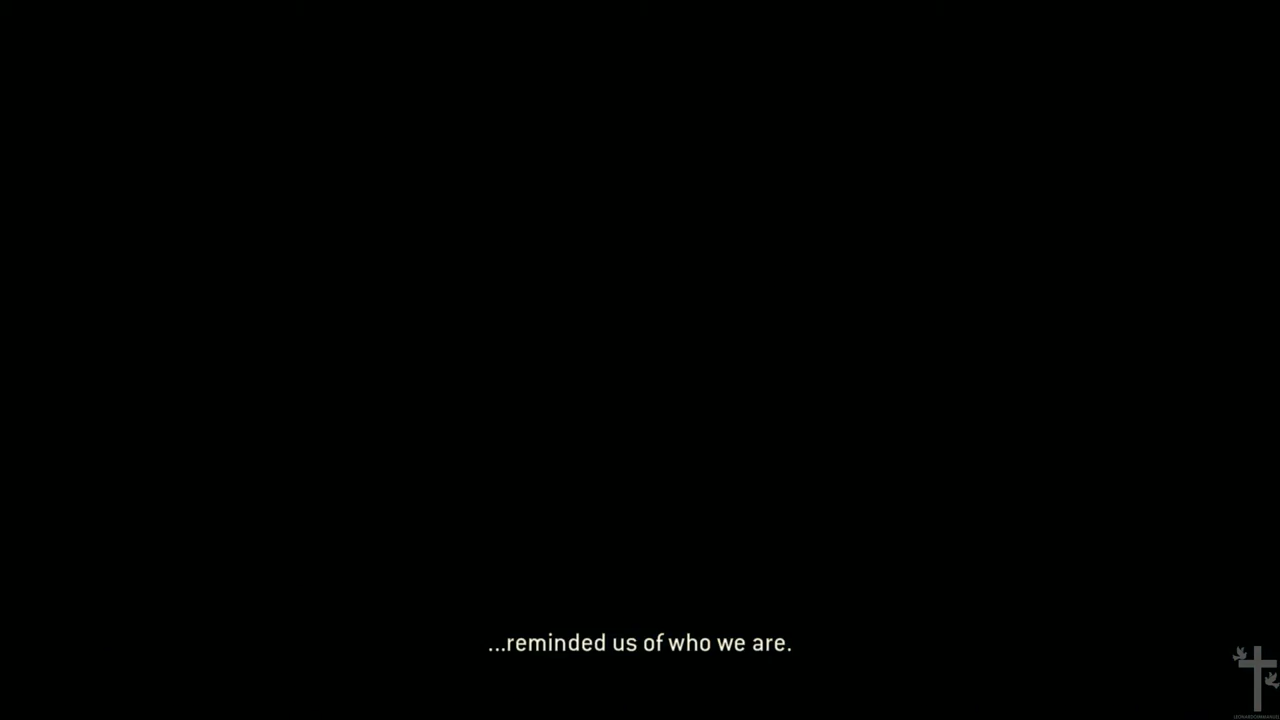 ...reminded us of who we are.